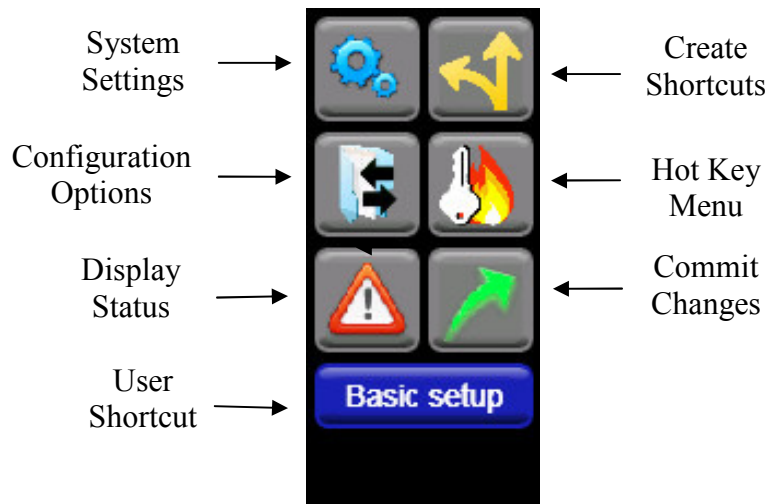 System
Settings
Create
Shortcuts
Configuration
Options
Hot Key
Menu
Display
Status
Commit
Changes
User
Shortcut
Basic setup